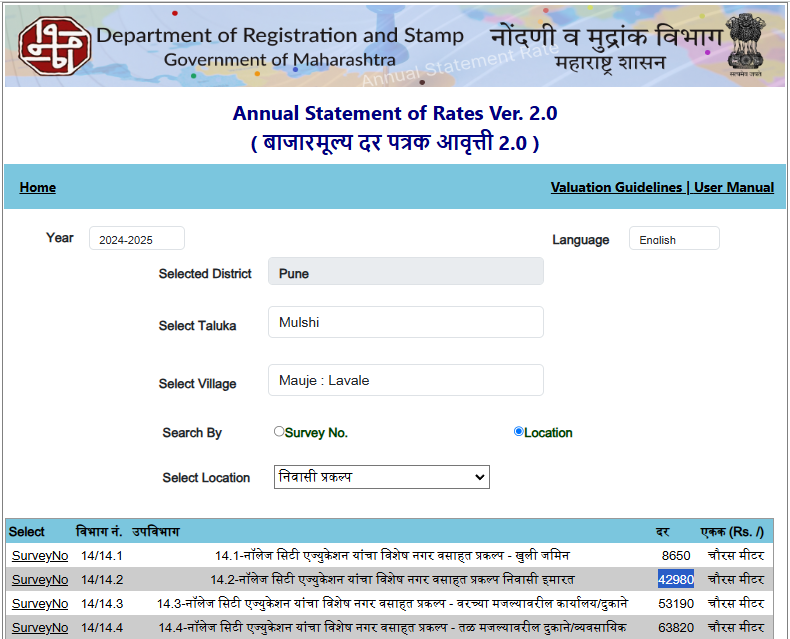 Department of Registration and Stamp
Government of Maharashtra
नोंदणी व मुद्रांक विभाग
महाराष्ट्र शासन
सत्यमेव जयते
Annual Statement Rate
Annual Statement of Rates Ver. 2.0
( बाजारमूल्य दर पत्रक आवृत्ती 2.0 )
Home Valuation Guidelines | User Manual
Year 2024-2025 Language English
Selected District Pune
Select Taluka Mulshi
Select Village Mauje : Lavale
Search By Survey No. Location
Select Location निवासी प्रकल्प
Select विभाग नं. उपविभाग दर एकक (Rs. /)
SurveyNo 14/14.1 14.1-नॉलेज सिटी एज्युकेशन यांचा विशेष नगर वसाहत प्रकल्प - खुली जमिन 8650 चौरस मीटर
SurveyNo 14/14.2 14.2-नॉलेज सिटी एज्युकेशन यांचा विशेष नगर वसाहत प्रकल्प निवासी इमारत 42980 चौरस मीटर
SurveyNo 14/14.3 14.3-नॉलेज सिटी एज्युकेशन यांचा विशेष नगर वसाहत प्रकल्प - वरच्या मजल्यावरील कार्यालय/दुकाने 53190 चौरस मीटर
SurveyNo 14/14.4 14.4-नॉलेज सिटी एज्युकेशन यांचा विशेष नगर वसाहत प्रकल्प - तळ मजल्यावरील दुकाने/व्यवसायिक 63820 चौरस मीटर